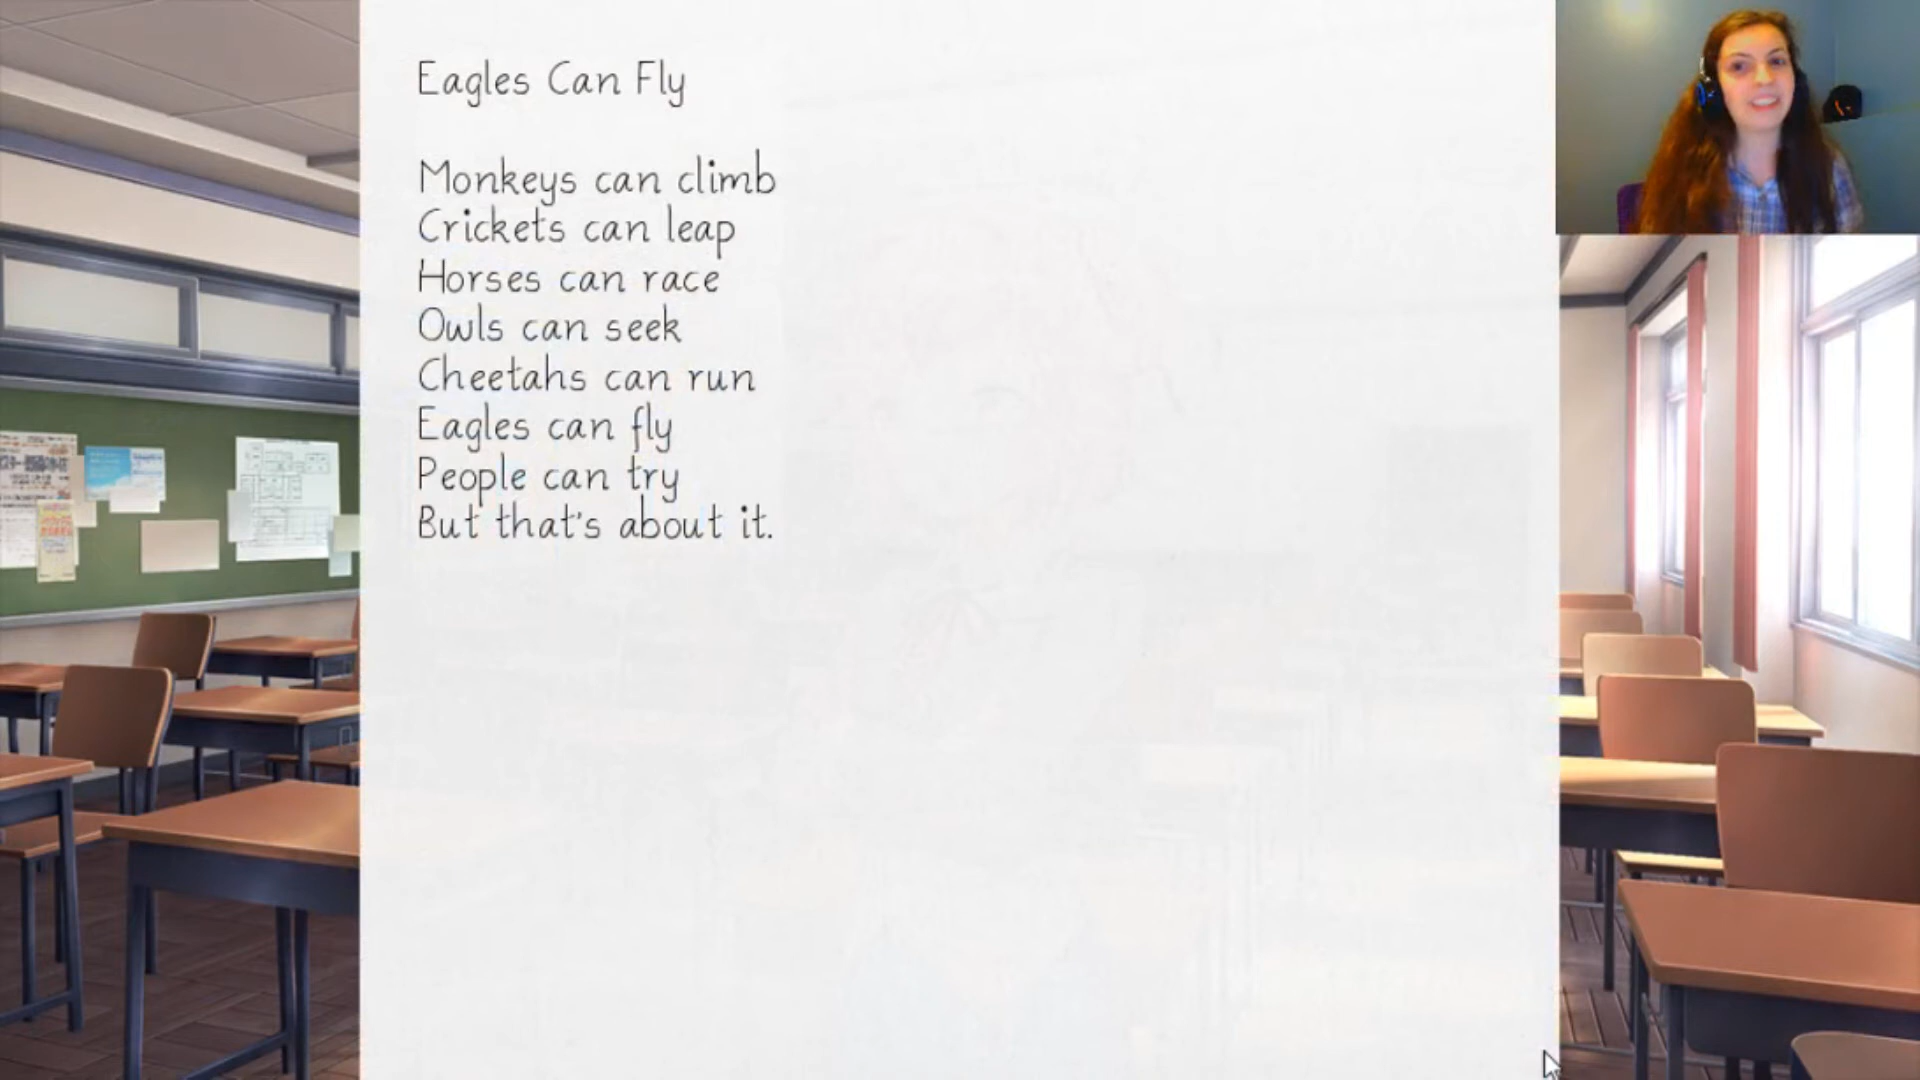 Eagles Can Fly
Monkeys can climb
Crickets can leap
Horses can race
Owls can seek
Cheetahs can run
Eagles can fly
People can try
But that's about it.